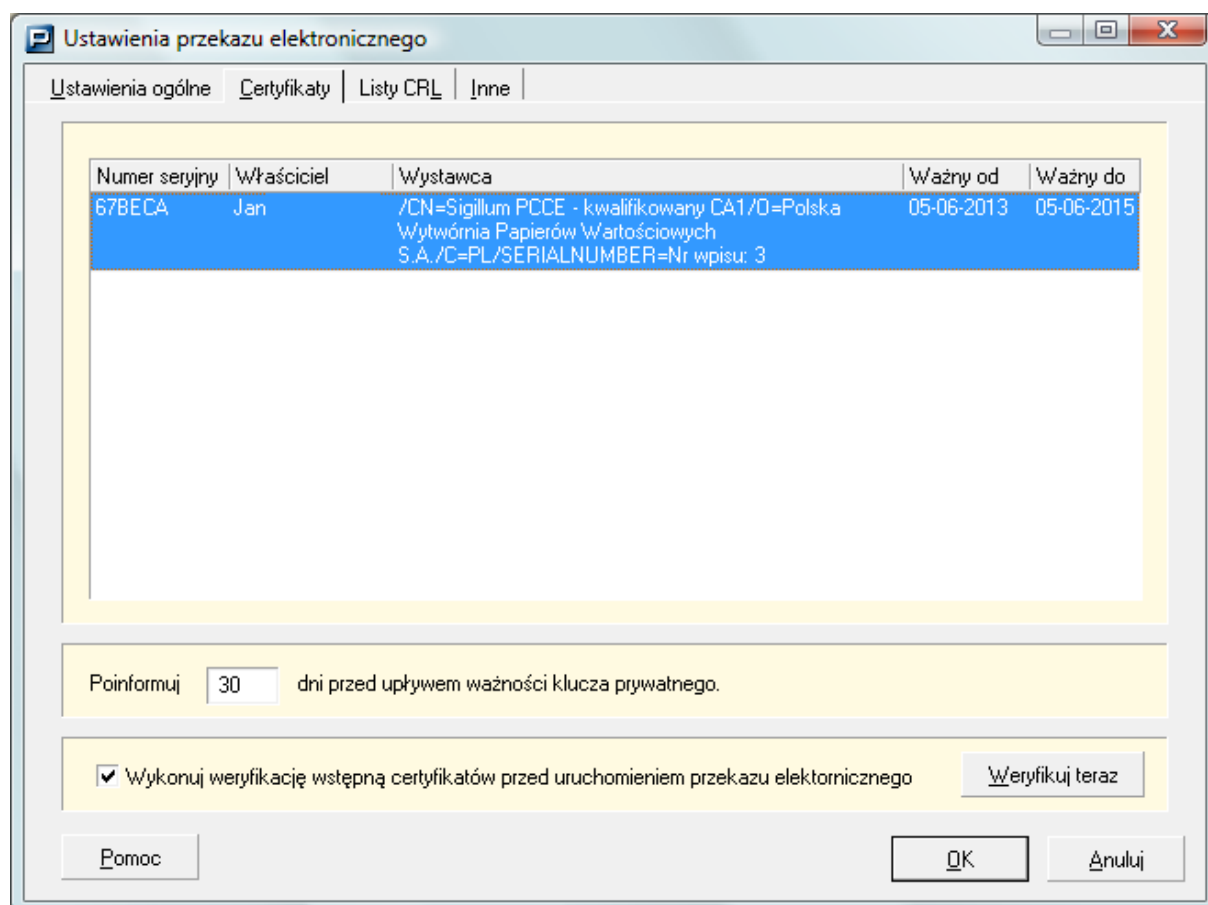 Ustawienia przekazu elektronicznego
Ustawienia ogólne Certyfikaty Listy CRL Inne
Numer seryjny Właściciel Wystawca Ważny od Ważny do
67BECA Jan /CN=Sigillum PCCE - kwalifikowany CA1/O=Polska 05-06-2013 05-06-2015
Wytwórnia Papierów Wartościowych
S.A./C=PL/SERIALNUMBER=Nr wpisu: 3
Poinformuj 30 dni przed upływem ważności klucza prywatnego.
Wykonuj weryfikację wstępną certyfikatów przed uruchomieniem przekazu elektornicznego Weryfikuj teraz
Pomoc OK Anuluj